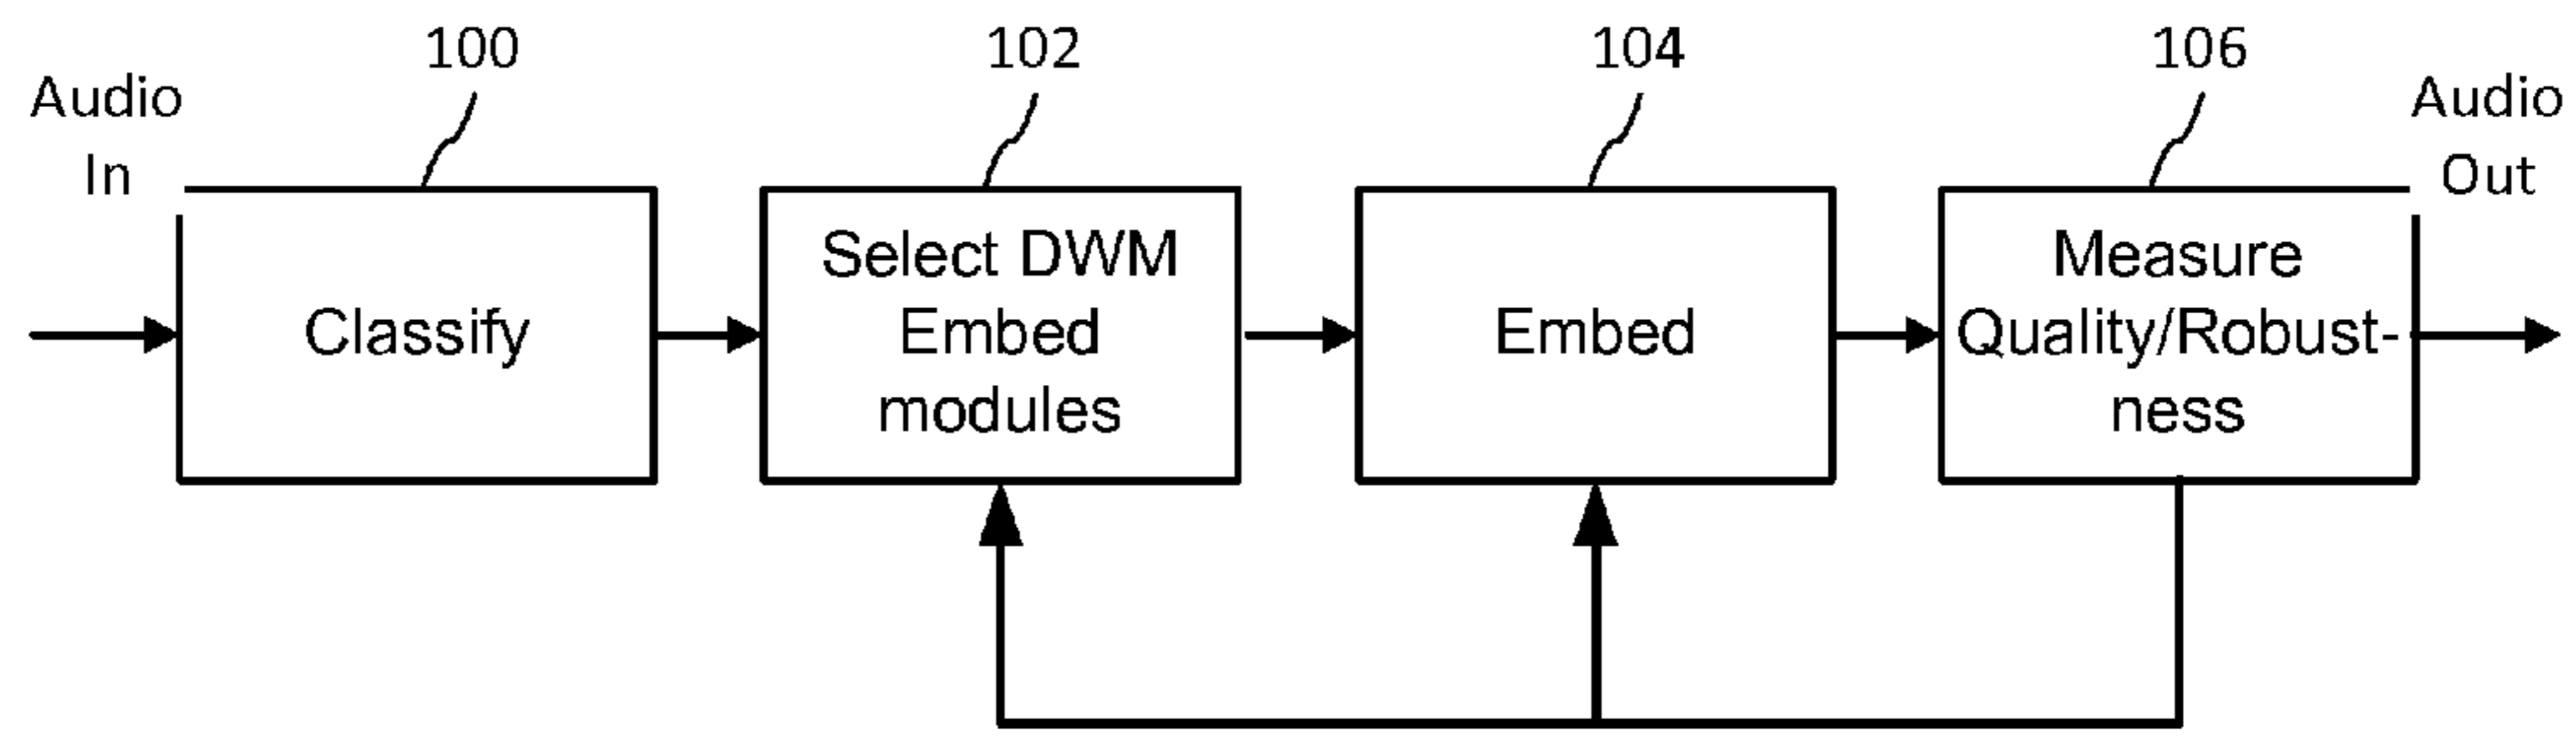 100
102
104
106
Audio
In
Audio
Out
Classify
Select DWM
Embed
modules
Embed
Measure
Quality/Robust-
ness